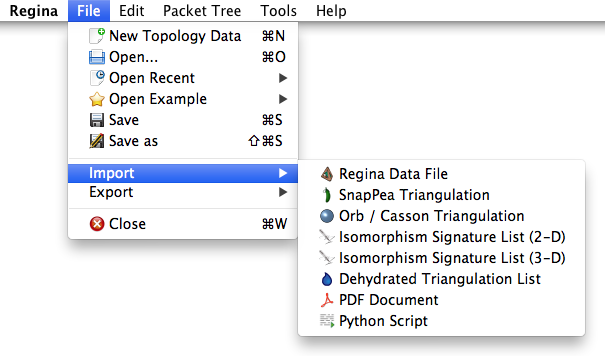 Regina File Edit Packet Tree Tools Help
New Topology Data ⌘N
Open... ⌘O
Open Recent ▶
Open Example ▶
Save ⌘S
Save as ⇧⌘S
Import ▶
Export ▶
Close ⌘W
Regina Data File
SnapPea Triangulation
Orb / Casson Triangulation
Isomorphism Signature List (2-D)
Isomorphism Signature List (3-D)
Dehydrated Triangulation List
PDF Document
Python Script